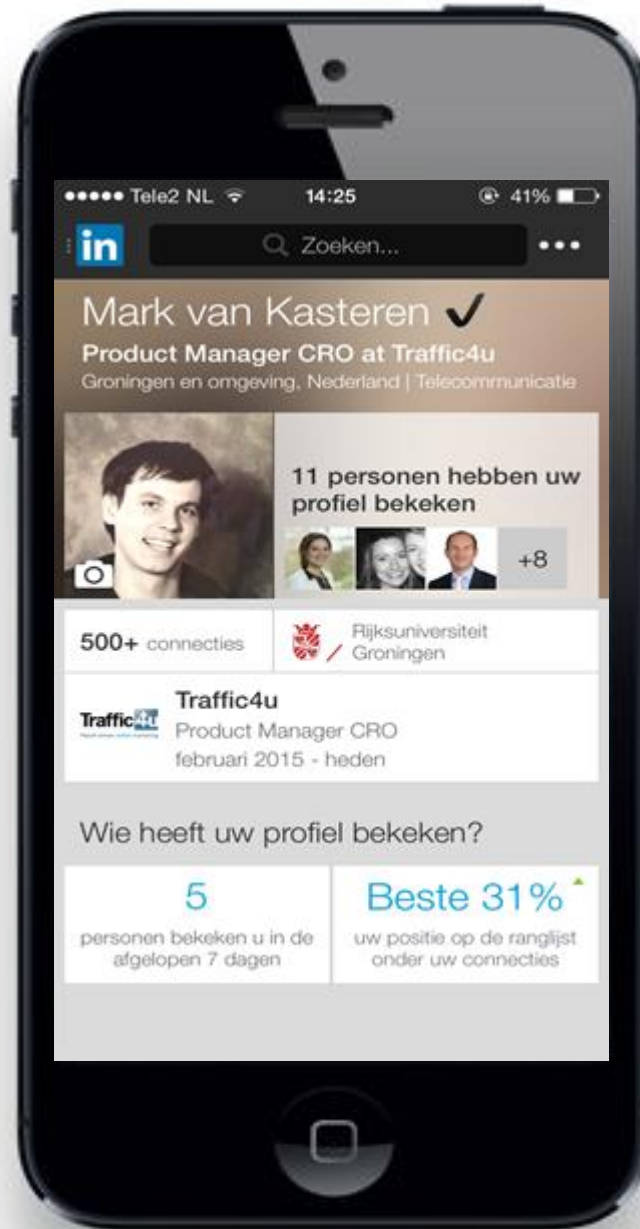 Tele2 NL 14:25 41%
in Zoeken...
Mark van Kasteren ✔
Product Manager CRO at Traffic4u
Groningen en omgeving, Nederland | Telecommunicatie
11 personen hebben uw
profiel bekeken
+8
500+ connecties
Rijksuniversiteit
Groningen
Traffic4u
Traffic4u
Product Manager CRO
februari 2015 - heden
Wie heeft uw profiel bekeken?
5
personen bekeken u in de
afgelopen 7 dagen
Beste 31%
uw positie op de ranglijst
onder uw connecties